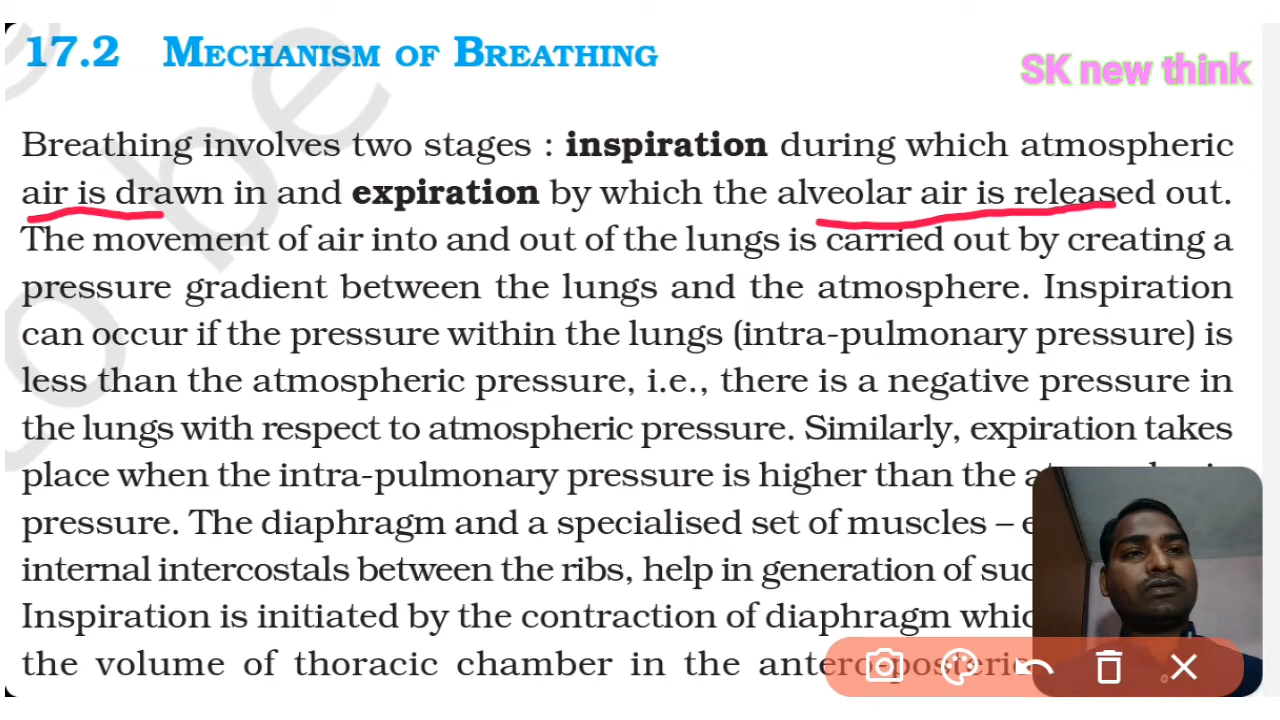 17.2 MECHANISM OF BREATHING
SK new think
Breathing involves two stages : inspiration during which atmospheric
air is drawn in and expiration by which the alveolar air is released out.
The movement of air into and out of the lungs is carried out by creating a
pressure gradient between the lungs and the atmosphere. Inspiration
can occur if the pressure within the lungs (intra-pulmonary pressure) is
less than the atmospheric pressure, i.e., there is a negative pressure in
the lungs with respect to atmospheric pressure. Similarly, expiration takes
place when the intra-pulmonary pressure is higher than the
pressure. The diaphragm and a specialised set of muscles –
internal intercostals between the ribs, help in generation of
Inspiration is initiated by the contraction of diaphragm
the volume of thoracic chamber in the